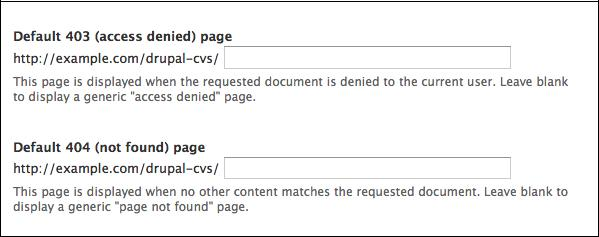 Default 403 (access denied) page
http://example.com/drupal-cvs/
This page is displayed when the requested document is denied to the current user. Leave blank
to display a generic "access denied" page.
Default 404 (not found) page
http://example.com/drupal-cvs/
This page is displayed when no other content matches the requested document. Leave blank to
display a generic "page not found" page.